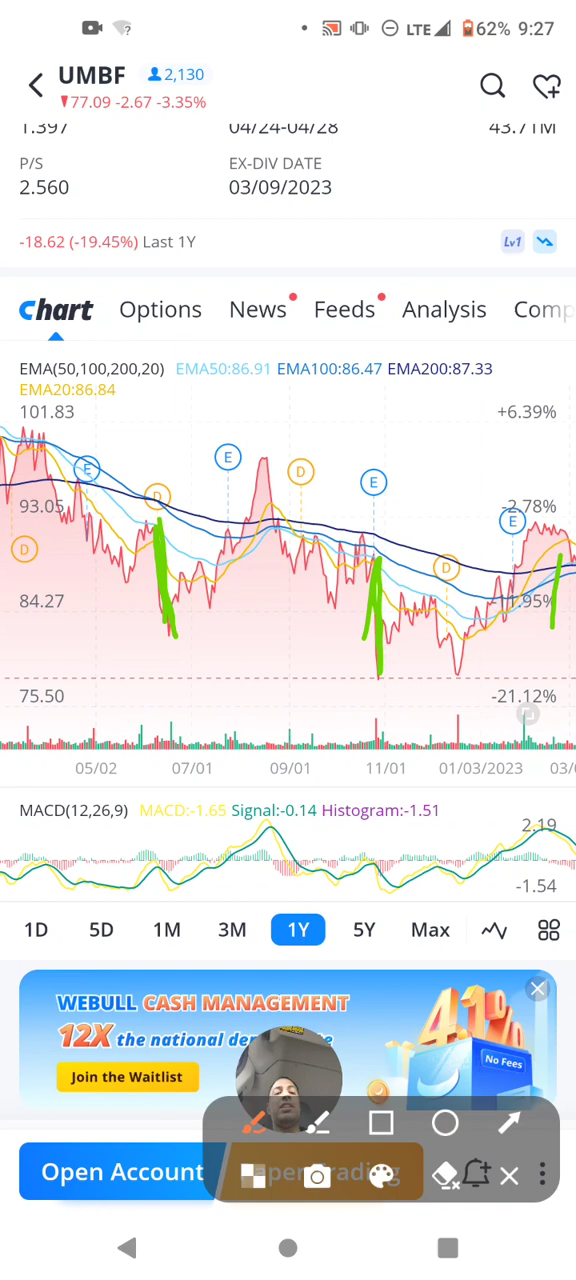 LTE 62% 9:27
UMBF 2,130
77.09 -2.67 -3.35%
1.397 04/24-04/28 43.71M
P/S EX-DIV DATE
2.560 03/09/2023
-18.62 (-19.45%) Last 1Y Lv1
Chart Options News Feeds Analysis Comp
EMA(50,100,200,20) EMA50:86.91 EMA100:86.47 EMA200:87.33
EMA20:86.84
101.83 +6.39%
E E D E D D E D
93.05 -2.78%
84.27 95%
75.50 -21.12%
05/02 07/01 09/01 11/01 01/03/2023 03/
MACD(12,26,9) MACD:-1.65 Signal:-0.14 Histogram:-1.51
2.19
-1.54
1D 5D 1M 3M 1Y 5Y Max
WEBULL CASH MANAGEMENT
12X the national de
4.1%
No Fees
Join the Waitlist
Open Account